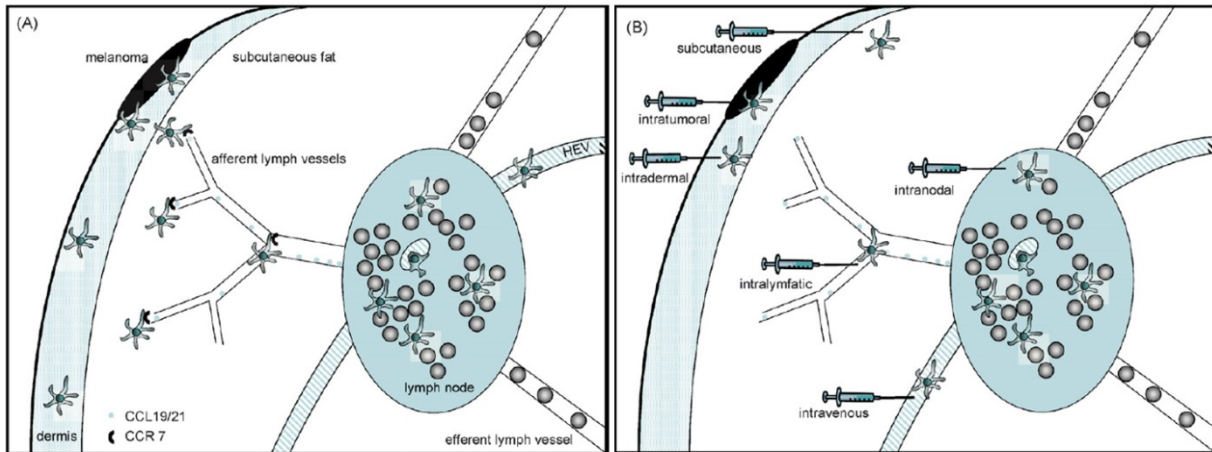 (A)
melanoma
subcutaneous fat
afferent lymph vessels
HEV
lymph node
CCL19/21
CCR 7
dermis
efferent lymph vessel
(B)
subcutaneous
intratumoral
intradermal
intranodal
intralymfatic
intravenous